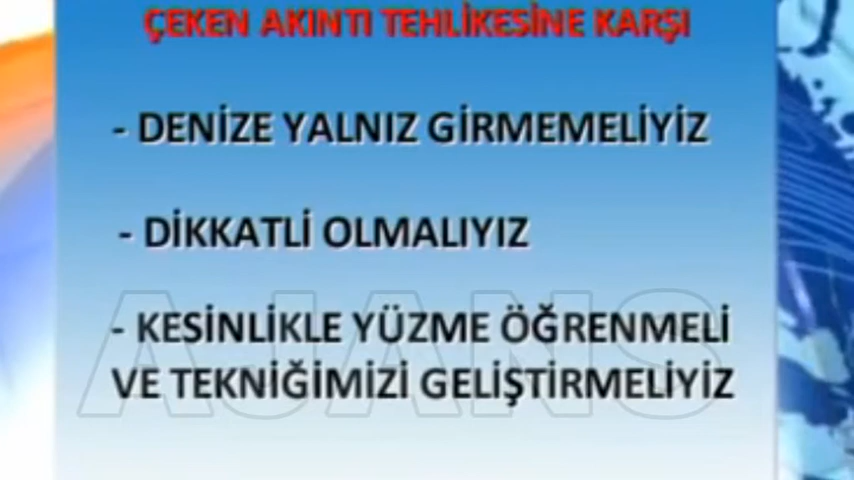 ÇEKEN AKINTI TEHLİKESİNE KARŞI
- DENİZE YALNIZ GİRMEMELİYİZ
- DİKKATLİ OLMALIYIZ
- KESİNLİKLE YÜZME ÖĞRENMELİ
VE TEKNİĞİMİZİ GELİŞTİRMELİYİZ
AJANS